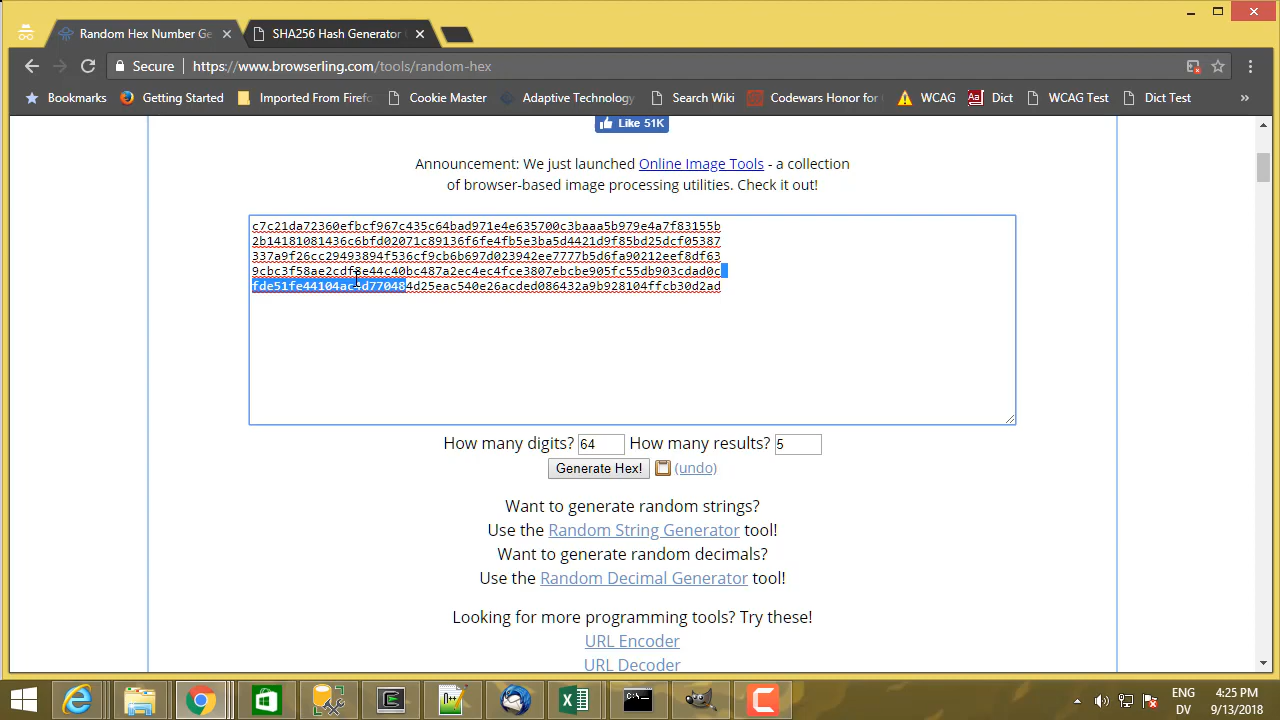 Random Hex Number Ge
SHA256 Hash Generator
Secure
https://www.browserling.com/tools/random-hex
Bookmarks
Getting Started
Imported From Firefo
Cookie Master
Adaptive Technology
Search Wiki
Codewars Honor for
WCAG
Aa Dict
WCAG Test
Dict Test
»
Like 51K
Announcement: We just launched Online Image Tools - a collection
of browser-based image processing utilities. Check it out!
c7c21da72360efbcf967c435c64bad971e4e635700c3baaa5b979e4a7f83155b
2b14181081436c6bfd02071c89136f6fe4fb5e3ba5d4421d9f85bd25dcf05387
337a9f26cc29493894f536cf9cb6b697d023942ee7777b5d6fa90212eef8df63
9cbc3f58ae2cdf8e44c40bc487a2ec4ec4fce3807ebcbe905fc55db903cdad0c
4d25eac540e26acded086432a9b928104ffcb30d2ad
How many digits? 64 How many results? 5
Generate Hex! (undo)
Want to generate random strings?
Use the Random String Generator tool!
Want to generate random decimals?
Use the Random Decimal Generator tool!
Looking for more programming tools? Try these!
URL Encoder
URL Decoder
ENG
DV
4:25 PM
9/13/2018